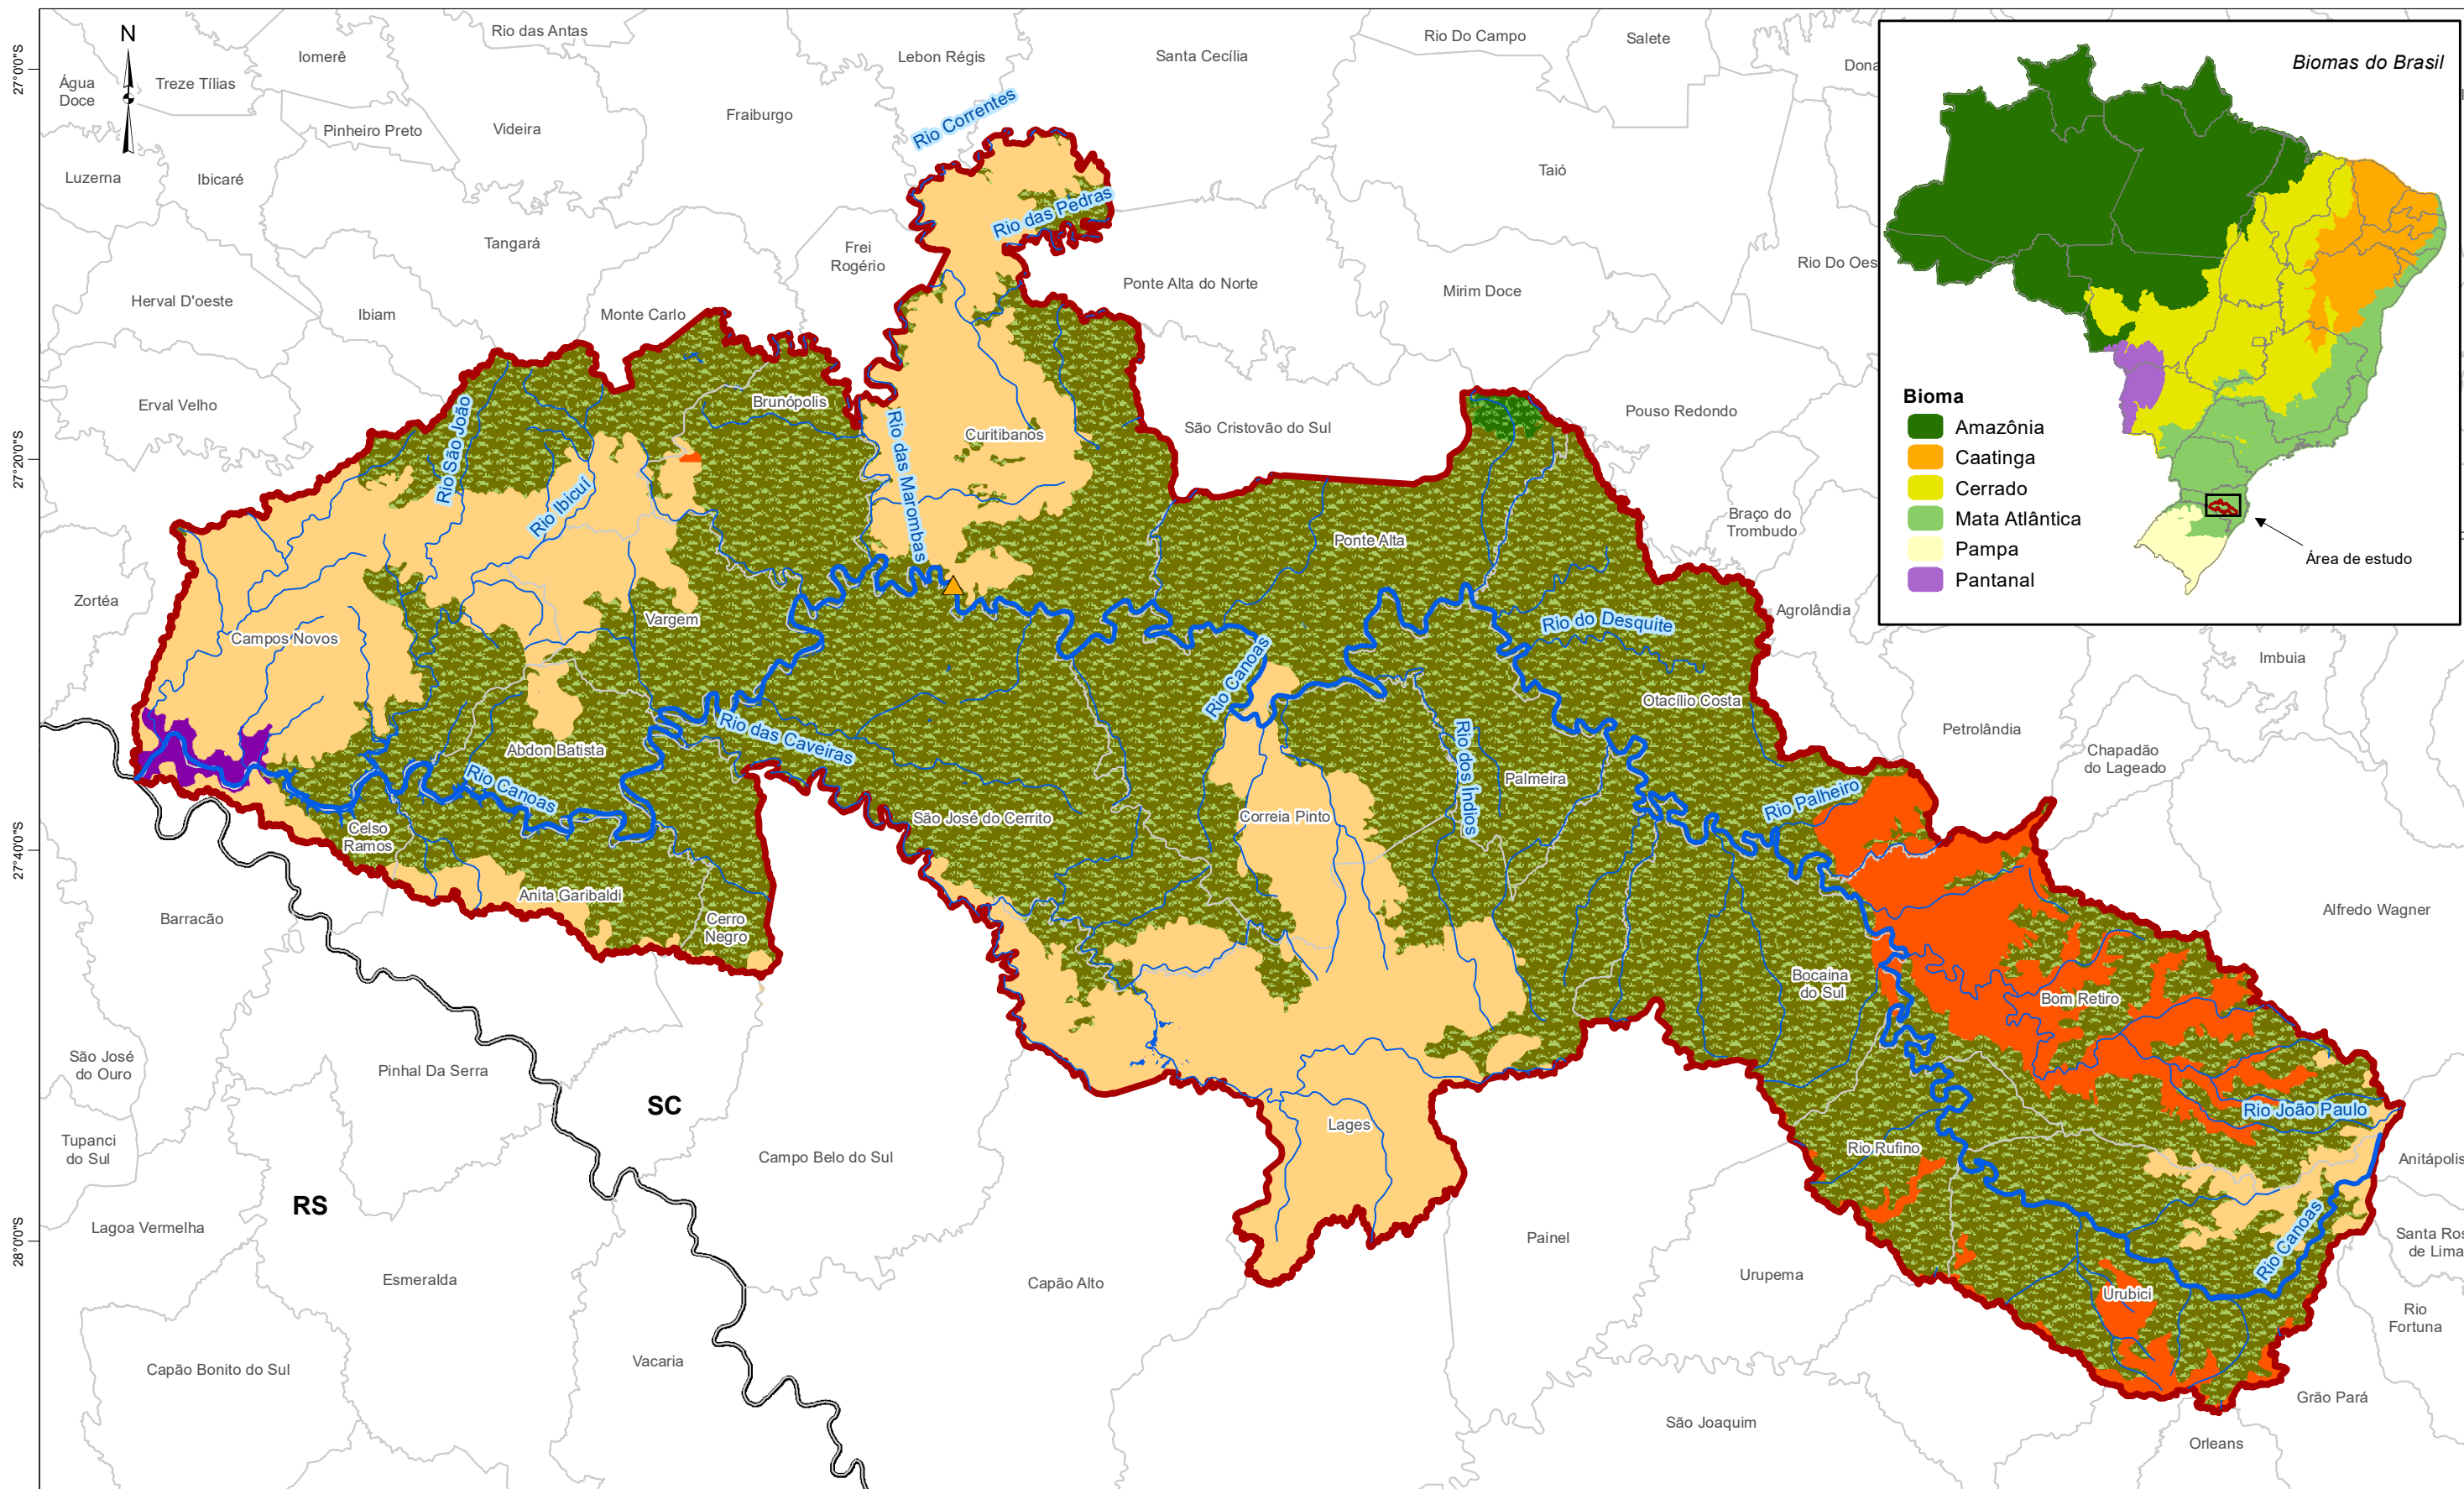 N
27°0'0"S
27°20'0"S
27°40'0"S
28°0'0"S
Água
Doce
Treze Tílias
Iomerê
Rio das Antas
Lebon Régis
Santa Cecília
Rio Do Campo
Salete
Dona
Pinheiro Preto
Videira
Fraiburgo
Rio Correntes
Luzerna
Ibicaré
Taió
Rio das Pedras
Tangará
Frei
Rogério
Rio Do Oes
Herval D'oeste
Ibiam
Monte Carlo
Ponte Alta do Norte
Mirim Doce
Erval Velho
Brunópolis
Rio São João
Rio das Marombas
Curitibanos
São Cristovão do Sul
Pouso Redondo
Rio Ibicuí
Ponte Alta
Braço do
Trombudo
Zortéa
Campos Novos
Vargem
Rio do Desquite
Agrolândia
Imbuia
Rio Canoas
Otacílio Costa
Petrolândia
Chapadão
do Lageado
Abdon Batista
Rio das Caveiras
Rio dos Índios
Palmeira
Rio Canoas
Rio Palheiro
Celso
Ramos
São José do Cerrito
Correia Pinto
Anita Garibaldi
Cerro
Negro
Barracão
Alfredo Wagner
Bocaina
do Sul
Bom Retiro
São José
do Ouro
Pinhal Da Serra
SC
Lages
Rio João Paulo
Tupanci
do Sul
Campo Belo do Sul
Rio Rufino
Anitápolis
RS
Lagoa Vermelha
Painel
Santa Ros
de Lima
Esmeralda
Capão Alto
Urupema
Rio Canoas
Urubici
Rio
Fortuna
Capão Bonito do Sul
Vacaria
São Joaquim
Grão Pará
Orleans
Biomas do Brasil
Bioma
Amazônia
Caatinga
Cerrado
Mata Atlântica
Pampa
Pantanal
Área de estudo